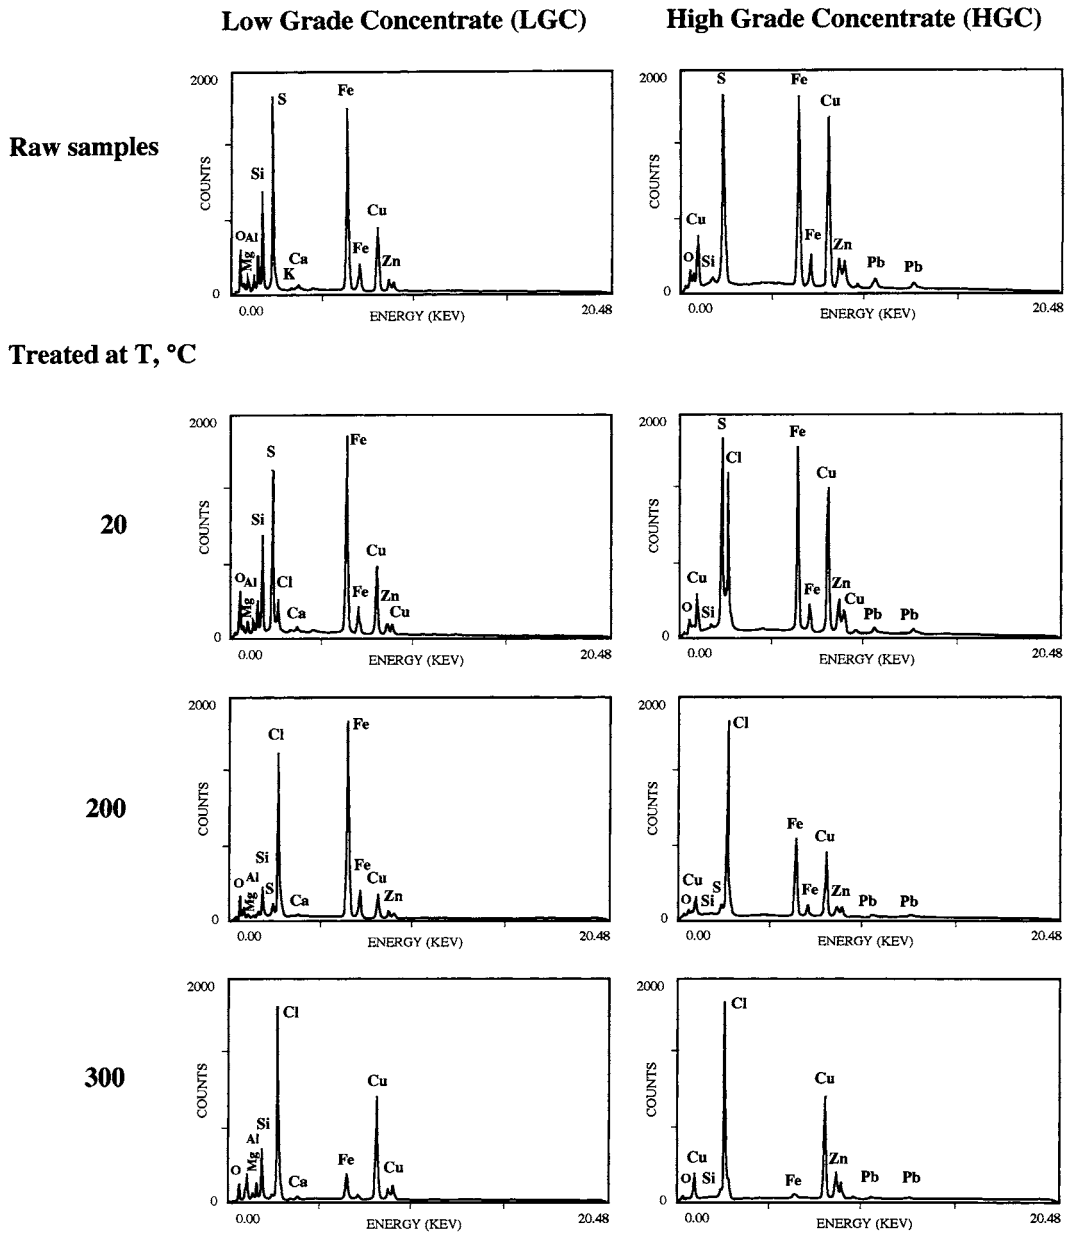 Low Grade Concentrate (LGC)
High Grade Concentrate (HGC)
Raw samples
2000
COUNTS
0
O Al Mg Si S K Ca Fe Fe Cu Zn
0.00 ENERGY (KEV) 20.48
2000
COUNTS
0
O Cu Si S Fe Fe Cu Zn Pb Pb
0.00 ENERGY (KEV) 20.48
Treated at T, °C
20
2000
COUNTS
0
O Al Mg Si S Cl Ca Fe Fe Cu Zn Cu
0.00 ENERGY (KEV) 20.48
2000
COUNTS
0
O Cu Si S Cl Fe Fe Cu Zn Cu Pb Pb
0.00 ENERGY (KEV) 20.48
200
2000
COUNTS
0
O Al Mg Si S Cl Ca Fe Fe Cu Zn
0.00 ENERGY (KEV) 20.48
2000
COUNTS
0
O Cu Si S Cl Fe Fe Cu Zn Pb Pb
0.00 ENERGY (KEV) 20.48
300
2000
COUNTS
0
O Al Mg Si Cl Ca Fe Cu Cu
0.00 ENERGY (KEV) 20.48
2000
COUNTS
0
O Cu Si Cl Fe Cu Zn Pb Pb
0.00 ENERGY (KEV) 20.48